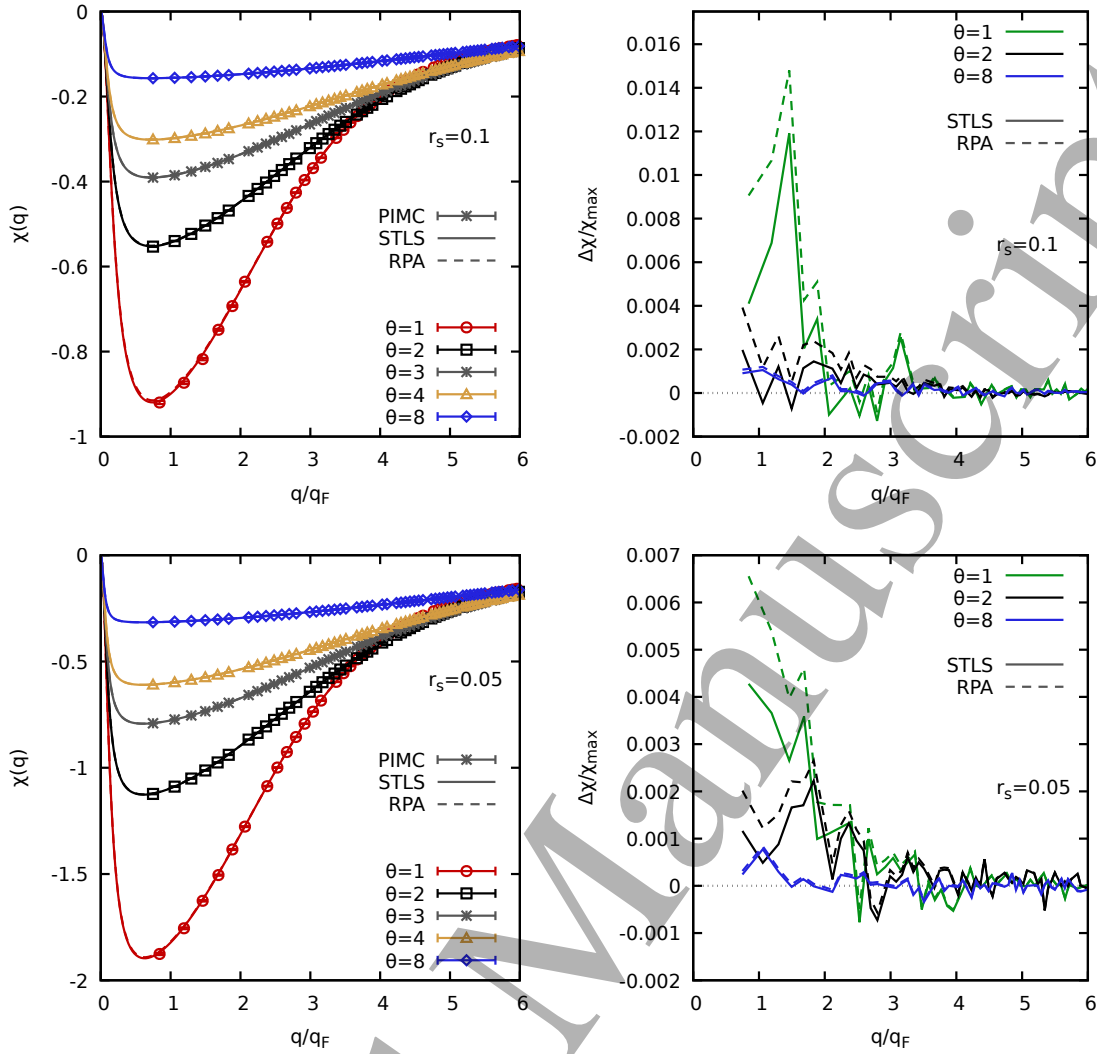 0
-0.2
-0.4
-0.6
-0.8
-1
χ(q)
r_s=0.1
PIMC
STLS
RPA
θ=1
θ=2
θ=3
θ=4
θ=8
0 1 2 3 4 5 6
q/q_F
0.016
0.014
0.012
0.01
0.008
0.006
0.004
0.002
0
-0.002
Δχ/χ_max
θ=1
θ=2
θ=8
STLS
RPA
r_s=0.1
0 1 2 3 4 5 6
q/q_F
0
-0.5
-1
-1.5
-2
χ(q)
r_s=0.05
PIMC
STLS
RPA
θ=1
θ=2
θ=3
θ=4
θ=8
0 1 2 3 4 5 6
q/q_F
0.007
0.006
0.005
0.004
0.003
0.002
0.001
0
-0.001
-0.002
Δχ/χ_max
θ=1
θ=2
θ=8
STLS
RPA
r_s=0.05
0 1 2 3 4 5 6
q/q_F
Manuscrip